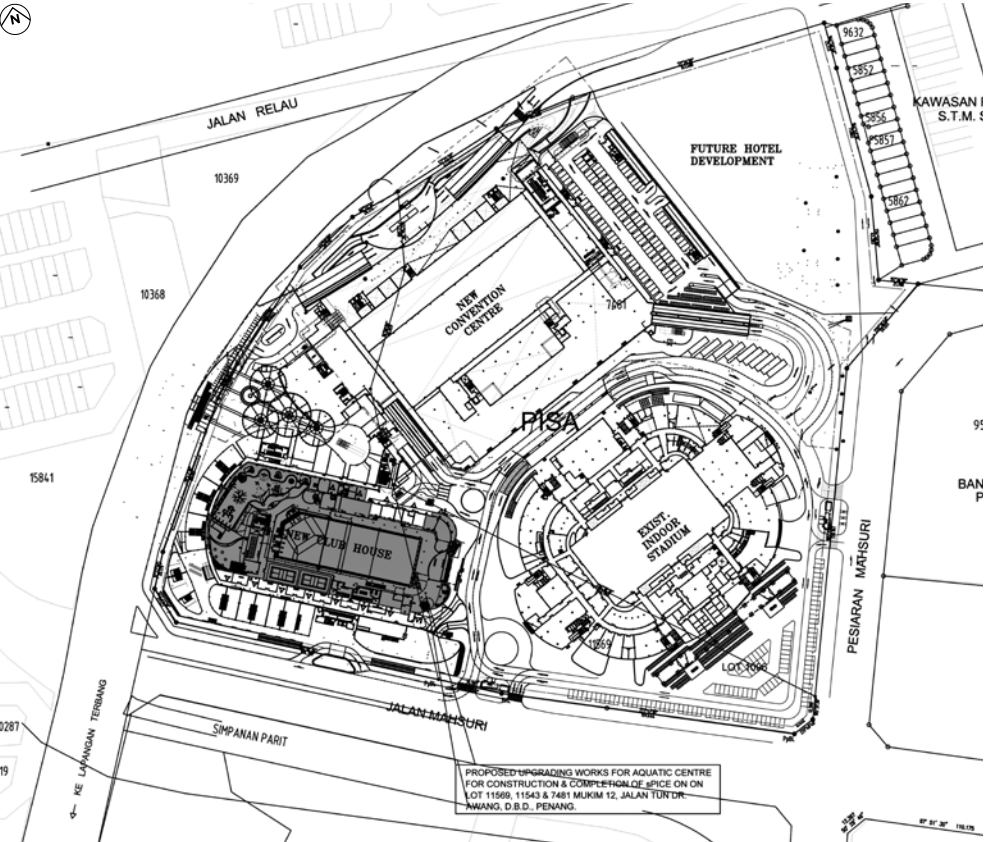 N
9632
5852
JALAN RELAU
KAWASAN
S.T.M. S
5856
5857
FUTURE HOTEL
DEVELOPMENT
10369
5862
10368
NEW
CONVENTION
CENTRE
7481
PISA
15841
EXIST.
INDOOR
STADIUM
NEW CLUB HOUSE
PESIARAN MAHSURI
11569
LOT 7096
JALAN MAHSURI
SIMPANAN PARIT
KE LAPANGAN TERBANG
PROPOSED UPGRADING WORKS FOR AQUATIC CENTRE
FOR CONSTRUCTION & COMPLETION OF sPICE ON ON
LOT 11569, 11543 & 7481 MUKIM 12, JALAN TUN DR.
AWANG, D.B.D., PENANG.